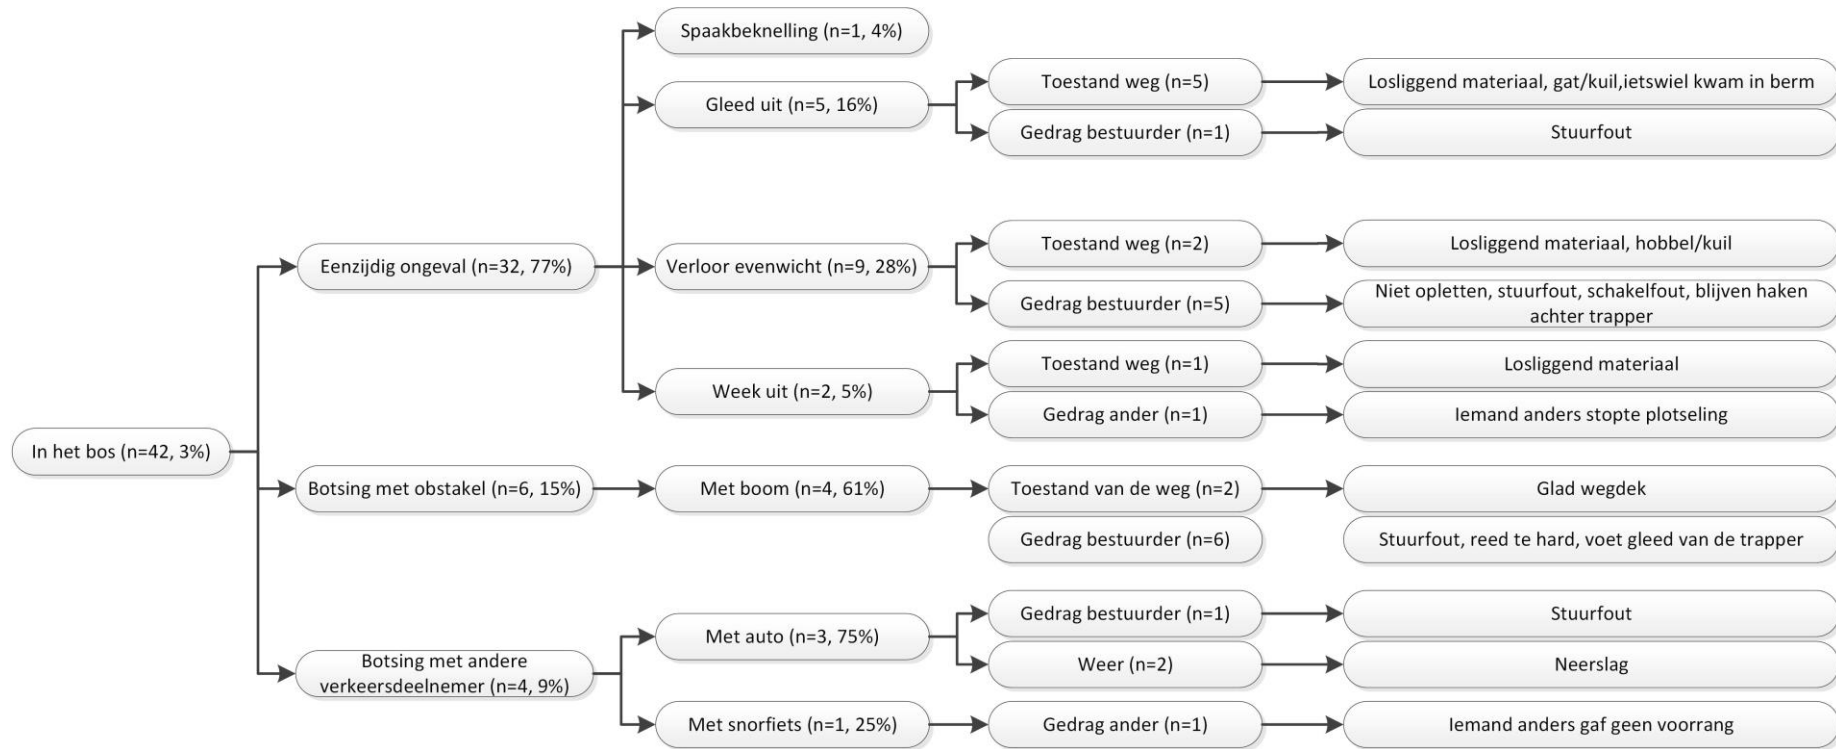 Spaakbeknelling (n=1, 4%)
Gleed uit (n=5, 16%)
Toestand weg (n=5)
Losliggend materiaal, gat/kuil,ietswiel kwam in berm
Gedrag bestuurder (n=1)
Stuurfout
Eenzijdig ongeval (n=32, 77%)
Verloor evenwicht (n=9, 28%)
Toestand weg (n=2)
Losliggend materiaal, hobbel/kuil
Gedrag bestuurder (n=5)
Niet opletten, stuurfout, schakelfout, blijven haken
achter trapper
Week uit (n=2, 5%)
Toestand weg (n=1)
Losliggend materiaal
Gedrag ander (n=1)
Iemand anders stopte plotseling
In het bos (n=42, 3%)
Botsing met obstakel (n=6, 15%)
Met boom (n=4, 61%)
Toestand van de weg (n=2)
Glad wegdek
Gedrag bestuurder (n=6)
Stuurfout, reed te hard, voet gleed van de trapper
Botsing met andere
verkeersdeelnemer (n=4, 9%)
Met auto (n=3, 75%)
Gedrag bestuurder (n=1)
Stuurfout
Weer (n=2)
Neerslag
Met snorfiets (n=1, 25%)
Gedrag ander (n=1)
Iemand anders gaf geen voorrang